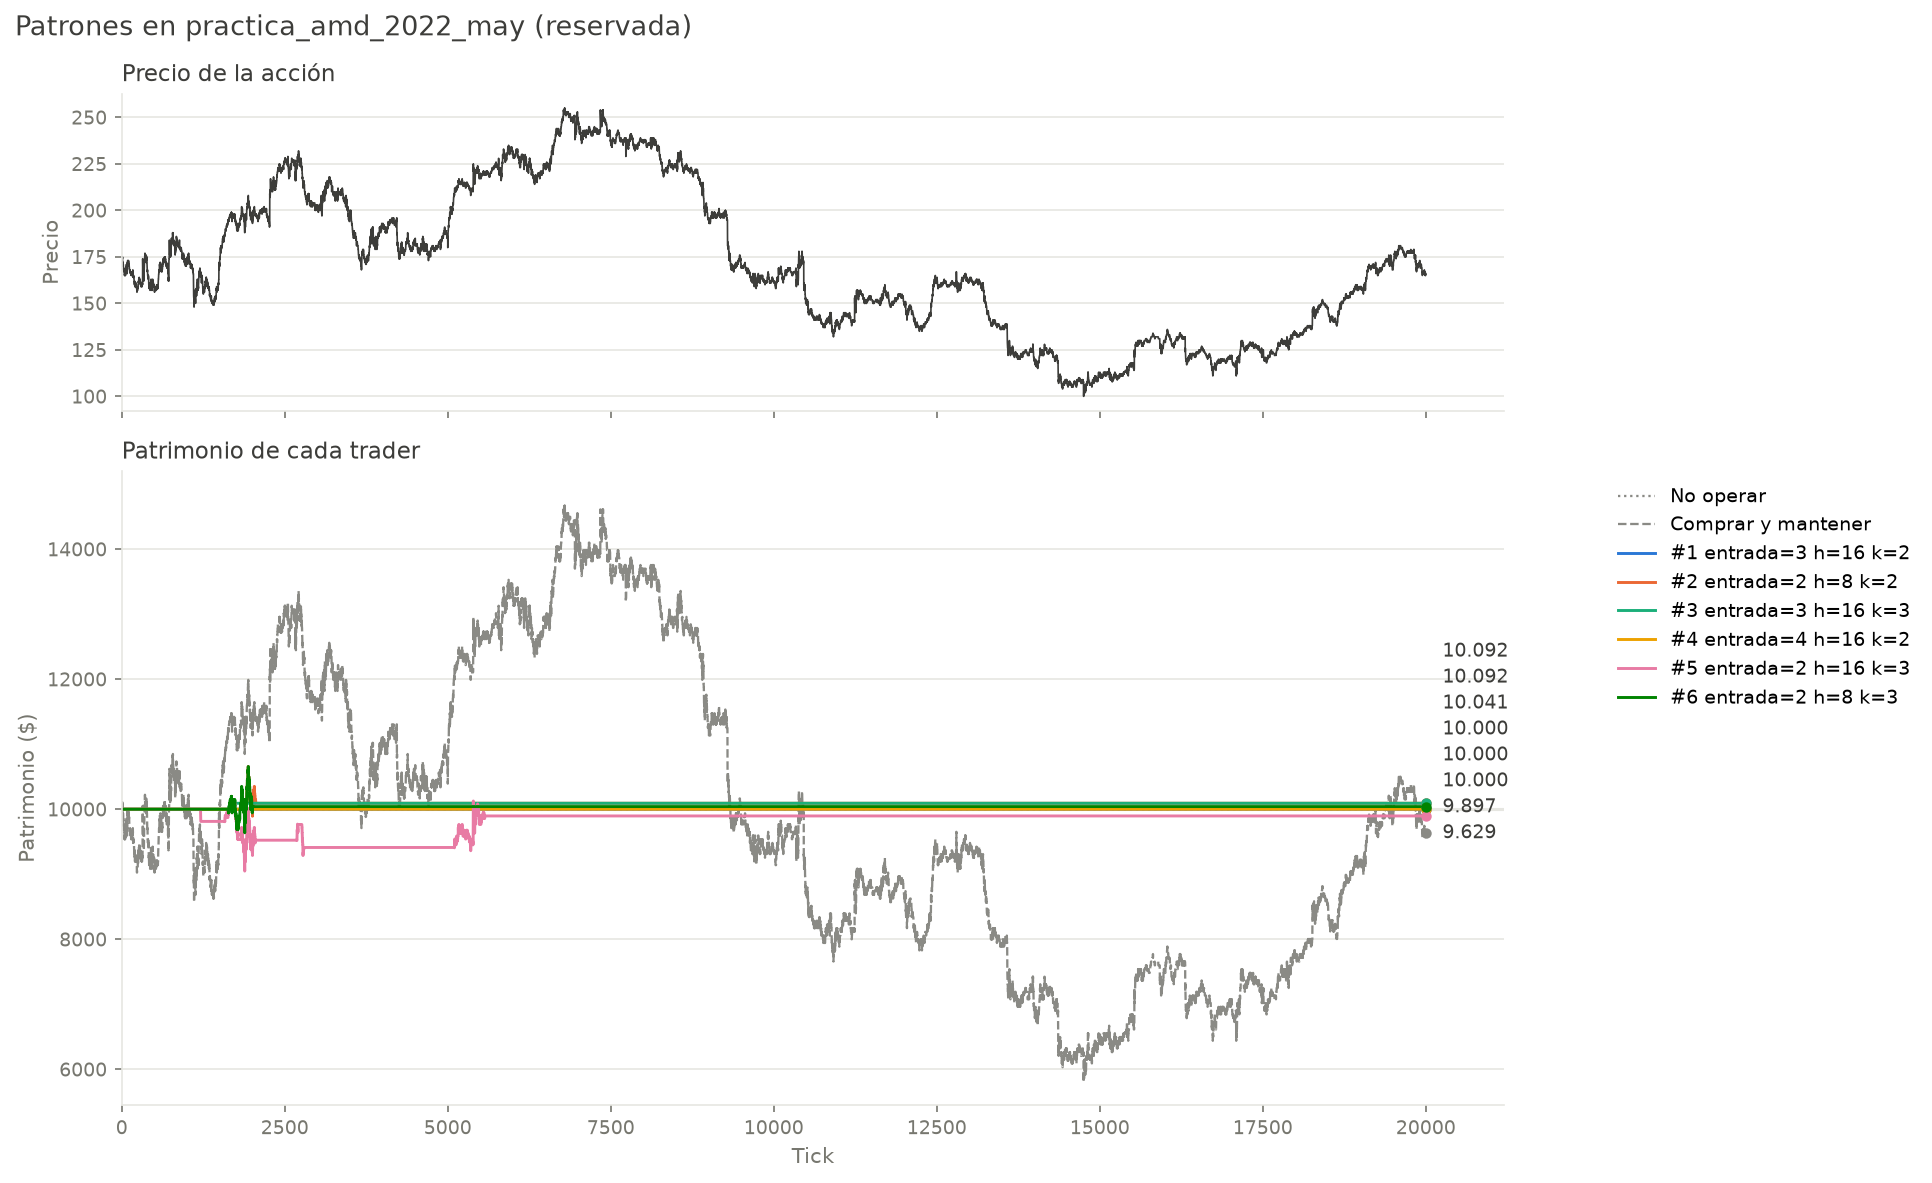 Patrones en practica_amd_2022_may (reservada)
Precio de la acción
250
225
200
175
150
125
100
Precio
Patrimonio de cada trader
14000
12000
10000
8000
6000
Patrimonio ($)
0 2500 5000 7500 10000 12500 15000 17500 20000
Tick
10.092
10.092
10.041
10.000
10.000
10.000
9.897
9.629
No operar
Comprar y mantener
#1 entrada=3 h=16 k=2
#2 entrada=2 h=8 k=2
#3 entrada=3 h=16 k=3
#4 entrada=4 h=16 k=2
#5 entrada=2 h=16 k=3
#6 entrada=2 h=8 k=3